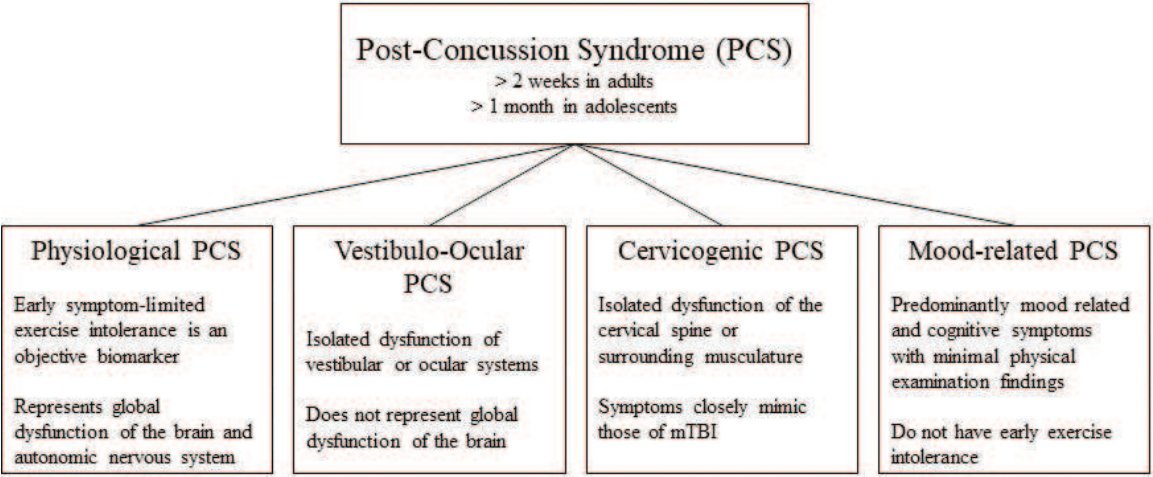 Post-Concussion Syndrome (PCS)
> 2 weeks in adults
> 1 month in adolescents
Physiological PCS
Early symptom-limited
exercise intolerance is an
objective biomarker
Represents global
dysfunction of the brain and
autonomic nervous system
Vestibulo-Ocular
PCS
Isolated dysfunction of
vestibular or ocular systems
Does not represent global
dysfunction of the brain
Cervicogenic PCS
Isolated dysfunction of the
cervical spine or
surrounding musculature
Symptoms closely mimic
those of mTBI
Mood-related PCS
Predominantly mood related
and cognitive symptoms
with minimal physical
examination findings
Do not have early exercise
intolerance